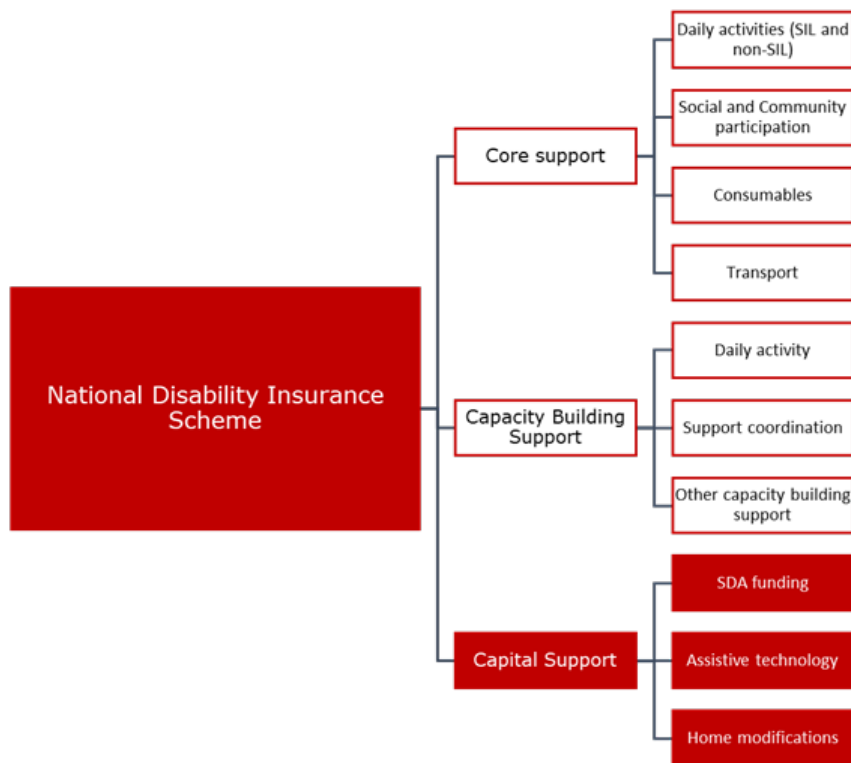 National Disability Insurance
Scheme
Core support
Daily activities (SIL and
non-SIL)
Social and Community
participation
Consumables
Transport
Capacity Building
Support
Daily activity
Support coordination
Other capacity building
support
Capital Support
SDA funding
Assistive technology
Home modifications